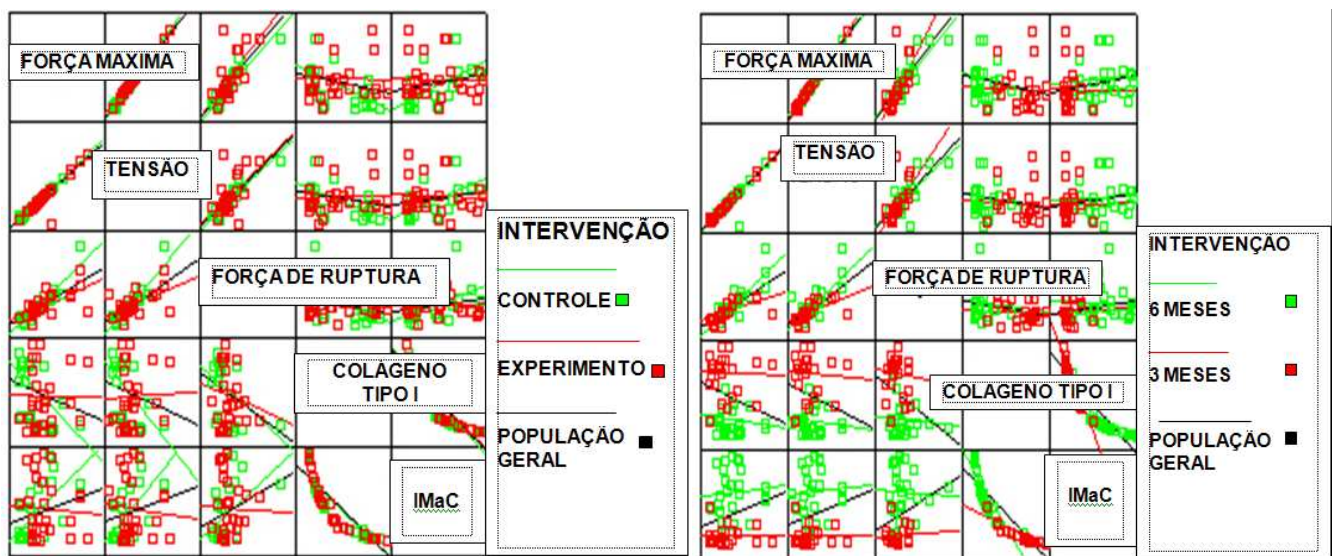 FORÇA MAXIMA
TENSÃO
FORÇA DE RUPTURA
COLÁGENO
TIPO I
IMaC
INTERVENÇÃO
CONTROLE
EXPERIMENTO
POPULAÇÃO
GERAL
FORÇA MAXIMA
TENSÃO
FORÇA DE RUPTURA
COLAGENO TIPO I
IMaC
INTERVENÇÃO
6 MESES
3 MESES
POPULAÇÃO
GERAL